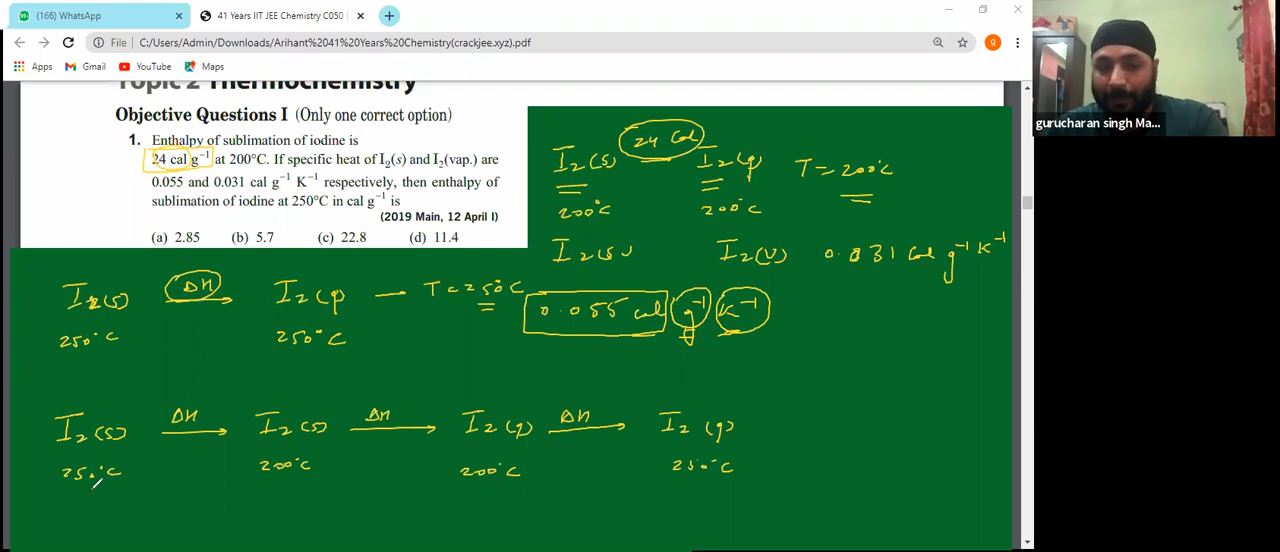 (166) WhatsApp
41 Years IIT JEE Chemistry C050
File C:/Users/Admin/Downloads/Arihant%2041%20Years%20Chemistry(crackjee.xyz).pdf
g
Apps Gmail YouTube Maps
Topic 2 Thermochemistry
Objective Questions I (Only one correct option)
1. Enthalpy of sublimation of iodine is
24 cal g⁻¹ at 200°C. If specific heat of I₂(s) and I₂(vap.) are
0.055 and 0.031 cal g⁻¹ K⁻¹ respectively, then enthalpy of
sublimation of iodine at 250°C in cal g⁻¹ is
(2019 Main, 12 April I)
(a) 2.85 (b) 5.7 (c) 22.8 (d) 11.4
24 cal
I₂(s) I₂(g) T = 200°C
200°C 200°C
I₂(s) I₂(v) 0.031 cal g⁻¹ K⁻¹
I₂(s) ΔH I₂(g) — T = 250°C 0.055 cal g⁻¹ K⁻¹
250°C 250°C
I₂(s) ΔH I₂(s) ΔH I₂(g) ΔH I₂(g)
250°C 200°C 200°C 250°C
gurucharan singh Ma...